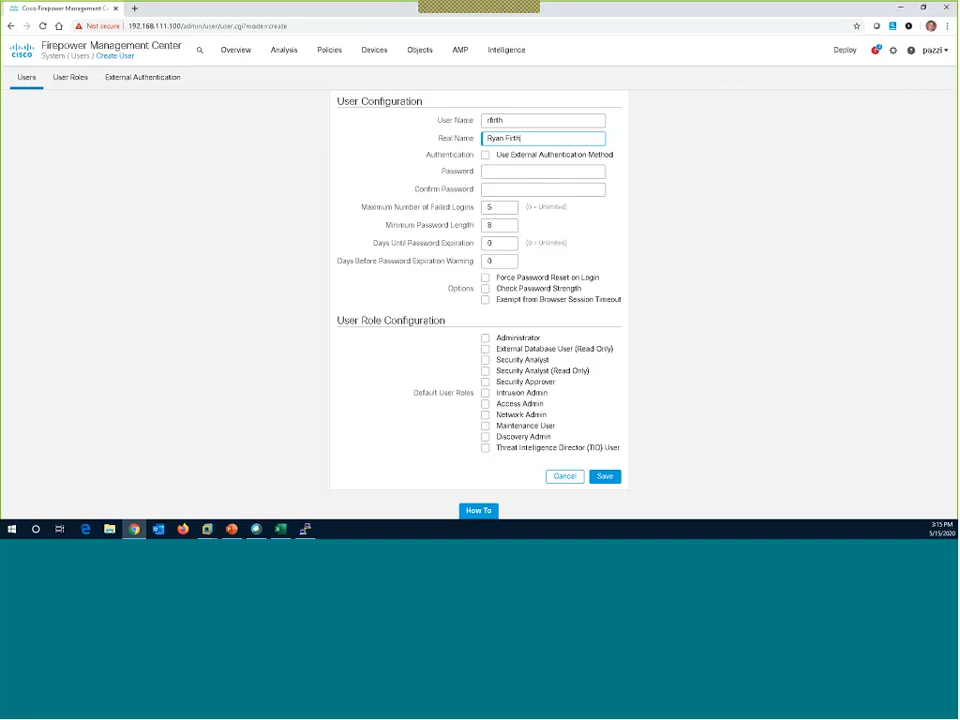 Cisco Firepower Management Cen
Not secure | 192.168.111.100/admin/user/user.cgi?mode=create
CISCO
Firepower Management Center
System / Users / Create User
Overview Analysis Policies Devices Objects AMP Intelligence
Deploy pazzi
Users User Roles External Authentication
User Configuration
User Name rfirth
Real Name Ryan Firth
Authentication Use External Authentication Method
Password
Confirm Password
Maximum Number of Failed Logins 5 (0 = Unlimited)
Minimum Password Length 8
Days Until Password Expiration 0 (0 = Unlimited)
Days Before Password Expiration Warning 0
Options
Force Password Reset on Login
Check Password Strength
Exempt from Browser Session Timeout
User Role Configuration
Default User Roles
Administrator
External Database User (Read Only)
Security Analyst
Security Analyst (Read Only)
Security Approver
Intrusion Admin
Access Admin
Network Admin
Maintenance User
Discovery Admin
Threat Intelligence Director (TID) User
Cancel Save
How To
3:15 PM
5/15/2020